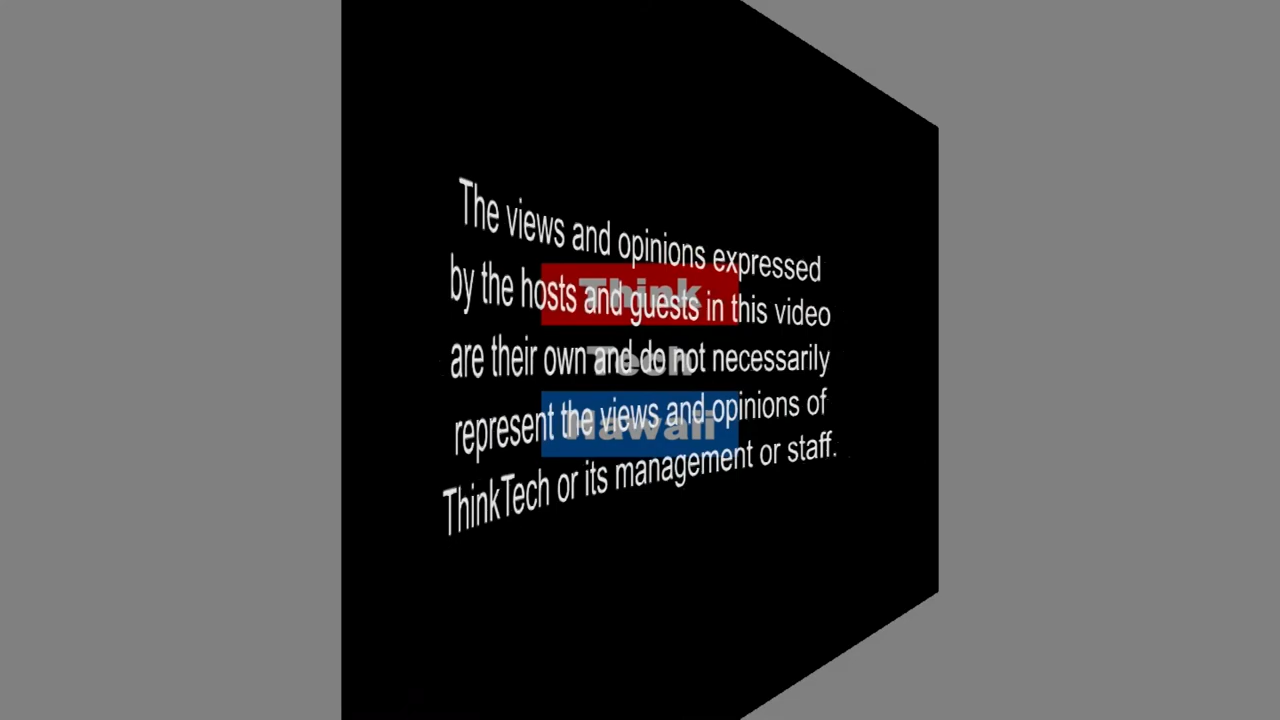 The views and opinions expressed
by the hosts and guests in this video
are their own and do not necessarily
represent the views and opinions of
ThinkTech or its management or staff.
Think
Tech
Hawaii